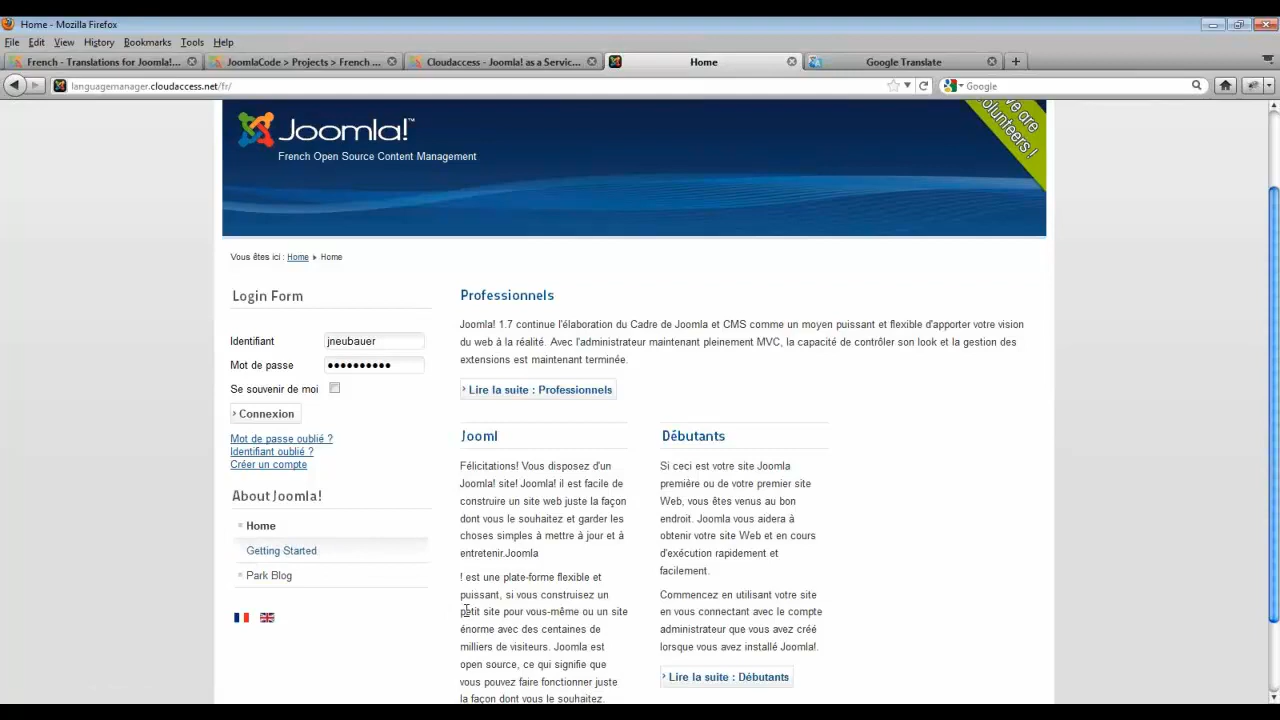 Home - Mozilla Firefox
File Edit View History Bookmarks Tools Help
French - Translations for Joomla!... JoomlaCode > Projects > French ... Cloudaccess - Joomla! as a Servic... Home Google Translate
languagemanager.cloudaccess.net/fr/ Google
Joomla!™
French Open Source Content Management
We are
Volunteers!
Vous êtes ici : Home Home
Login Form
Identifiant jneubauer
Mot de passe
Se souvenir de moi
Connexion
Mot de passe oublié ?
Identifiant oublié ?
Créer un compte
About Joomla!
Home
Getting Started
Park Blog
Professionnels
Joomla! 1.7 continue l'élaboration du Cadre de Joomla et CMS comme un moyen puissant et flexible d'apporter votre vision
du web à la réalité. Avec l'administrateur maintenant pleinement MVC, la capacité de contrôler son look et la gestion des
extensions est maintenant terminée.
Lire la suite : Professionnels
Jooml
Félicitations! Vous disposez d'un
Joomla! site! Joomla! il est facile de
construire un site web juste la façon
dont vous le souhaitez et garder les
choses simples à mettre à jour et à
entretenir.Joomla
! est une plate-forme flexible et
puissant, si vous construisez un
petit site pour vous-même ou un site
énorme avec des centaines de
milliers de visiteurs. Joomla est
open source, ce qui signifie que
vous pouvez faire fonctionner juste
la façon dont vous le souhaitez.
Débutants
Si ceci est votre site Joomla
première ou de votre premier site
Web, vous êtes venus au bon
endroit. Joomla vous aidera à
obtenir votre site Web et en cours
d'exécution rapidement et
facilement.
Commencez en utilisant votre site
en vous connectant avec le compte
administrateur que vous avez créé
lorsque vous avez installé Joomla!.
Lire la suite : Débutants